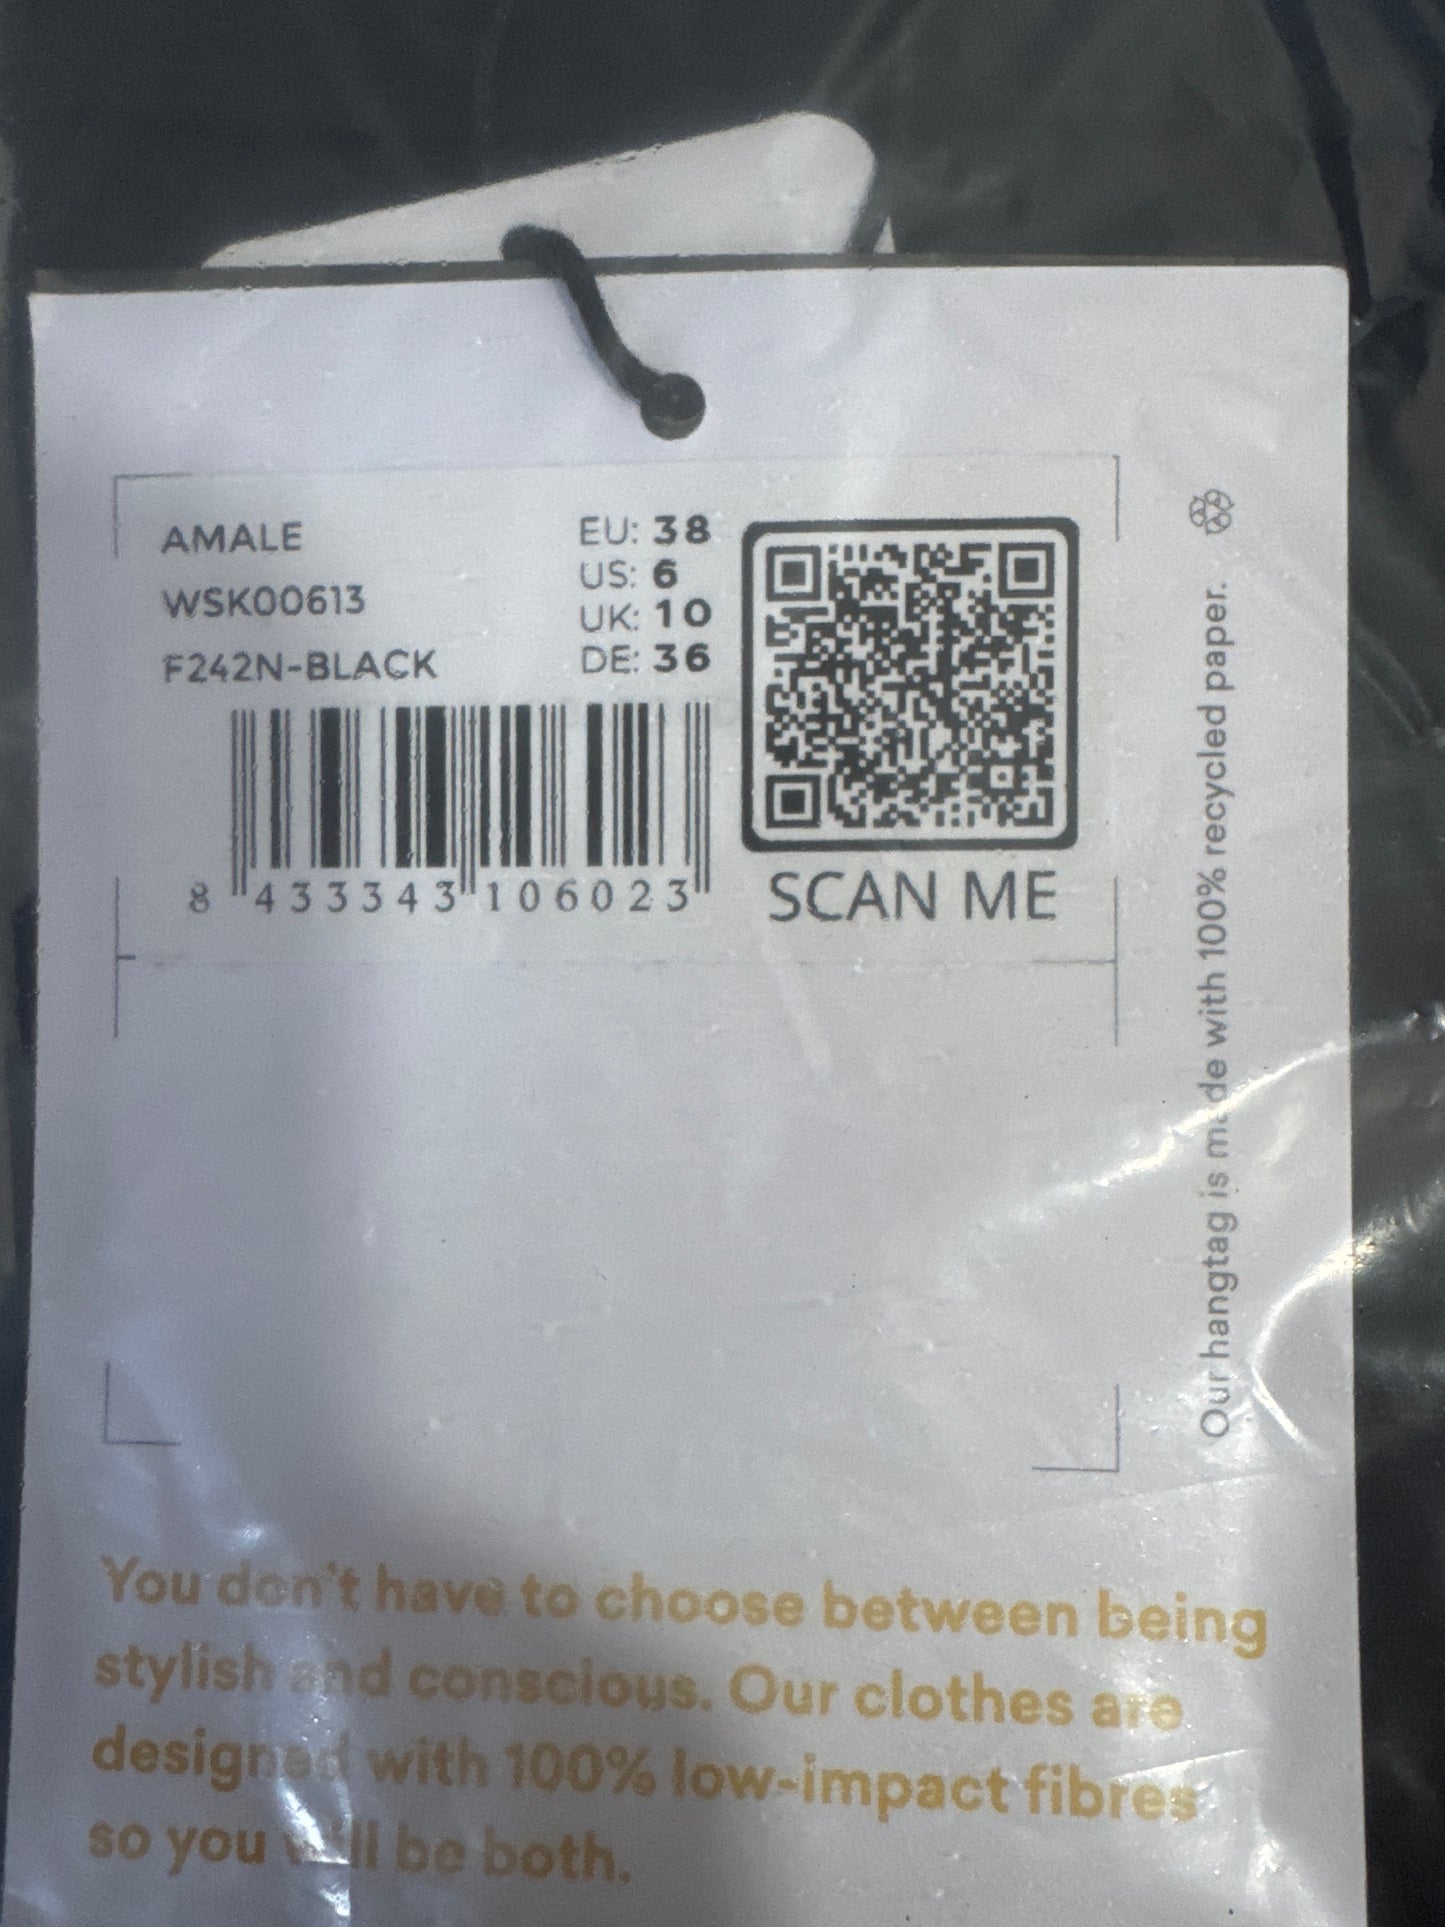 AMALE
WSK00613
F242N-BLACK
EU: 38
US: 6
UK: 10
DE: 36
8 433343 106023
SCAN ME
Our hangtag is made with 100% recycled paper.
You don't have to choose between being
stylish and conscious. Our clothes are
designed with 100% low-impact fibres
so you will be both.